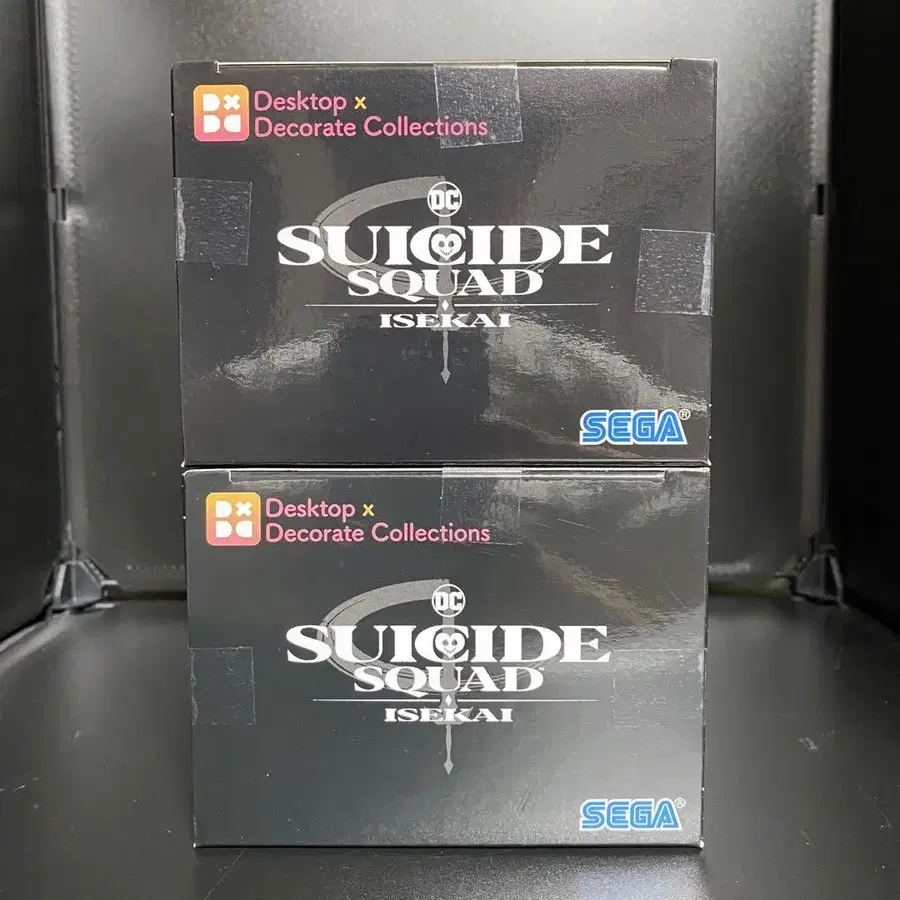 Desktop x
Decorate Collections
DC
SUICIDE
SQUAD
ISEKAI
SEGA®
Desktop x
Decorate Collections
DC
SUICIDE
SQUAD
ISEKAI
SEGA®